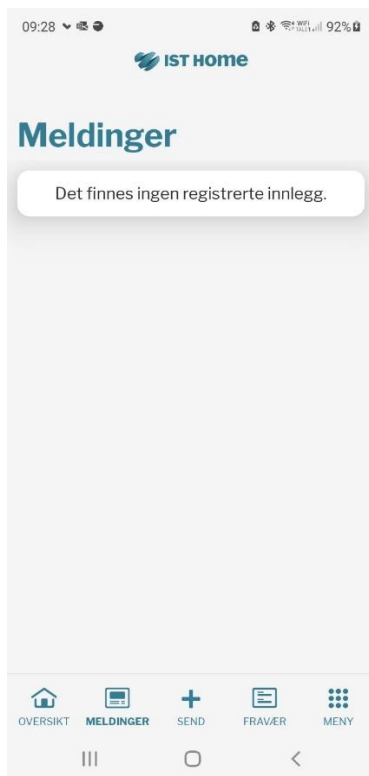 09:28 92%
IST Home
Meldinger
Det finnes ingen registrerte innlegg.
OVERSIKT MELDINGER SEND FRAVÆR MENY